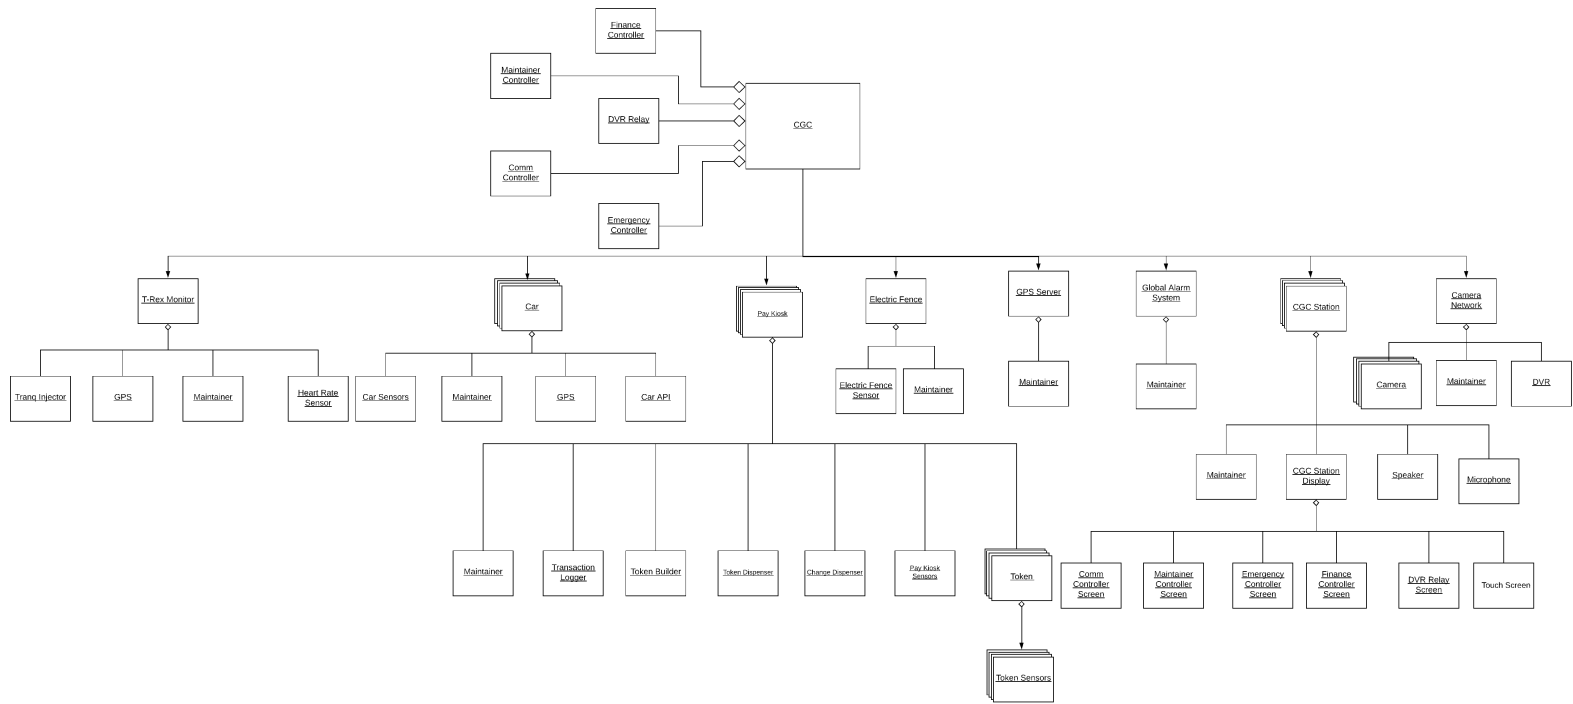 Finance
Controller
Maintainer
Controller
DVR Relay
CGC
Comm
Controller
Emergency
Controller
T-Rex Monitor
Car
Pay Kiosk
Electric Fence
GPS Server
Global Alarm
System
CGC Station
Camera
Network
Tranq Injector
GPS
Maintainer
Heart Rate
Sensor
Car Sensors
Maintainer
GPS
Car API
Electric Fence
Sensor
Maintainer
Maintainer
Maintainer
Camera
Maintainer
DVR
Maintainer
CGC Station
Display
Speaker
Microphone
Maintainer
Transaction
Logger
Token Builder
Token Dispenser
Change Dispenser
Pay Kiosk
Sensors
Token
Comm
Controller
Screen
Maintainer
Controller
Screen
Emergency
Controller
Screen
Finance
Controller
Screen
DVR Relay
Screen
Touch Screen
Token Sensors